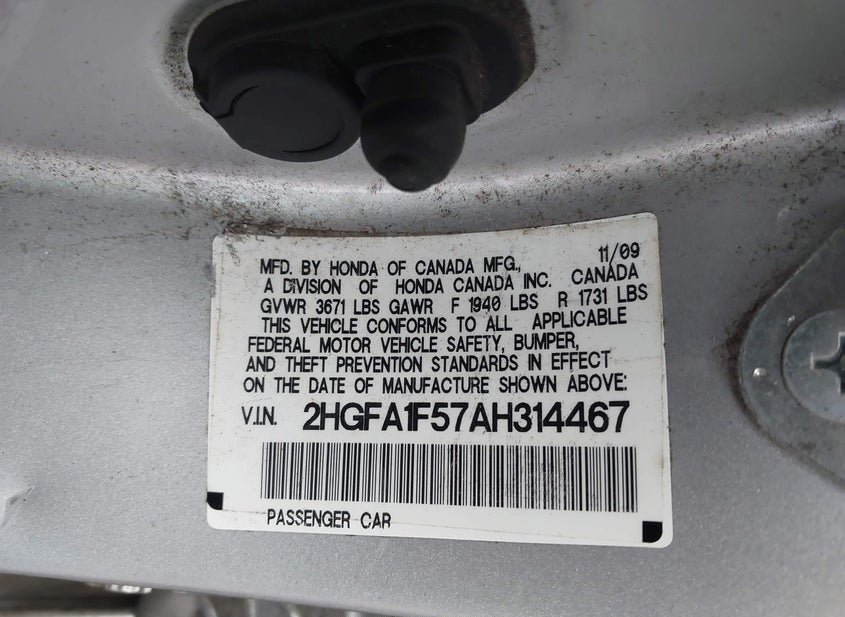 11/09
MFD. BY HONDA OF CANADA MFG.,
A DIVISION OF HONDA CANADA INC. CANADA
GVWR 3671 LBS GAWR F 1940 LBS R 1731 LBS
THIS VEHICLE CONFORMS TO ALL APPLICABLE
FEDERAL MOTOR VEHICLE SAFETY, BUMPER,
AND THEFT PREVENTION STANDARDS IN EFFECT
ON THE DATE OF MANUFACTURE SHOWN ABOVE:
V.I.N. 2HGFA1F57AH314467
PASSENGER CAR